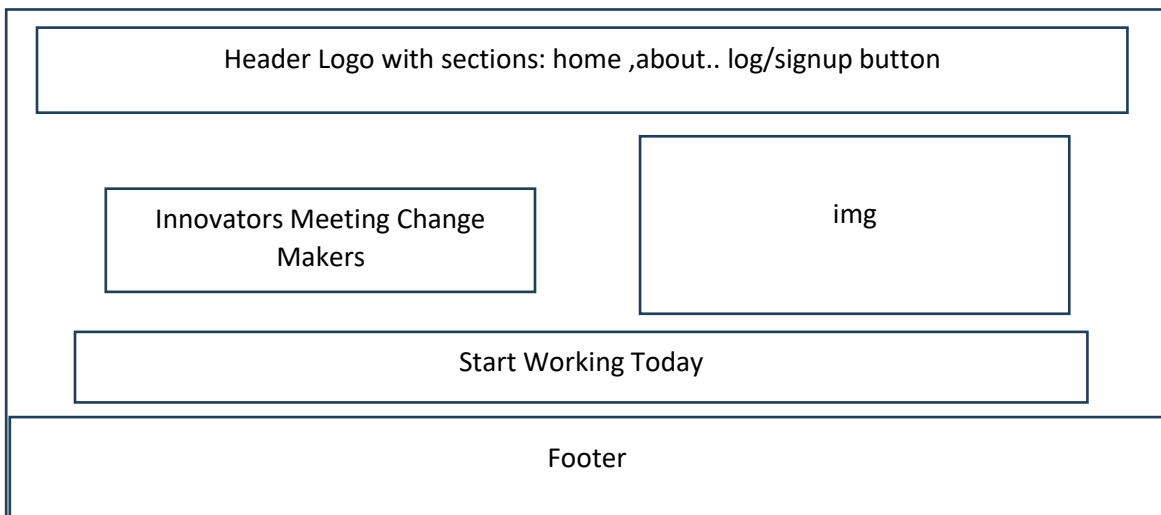 Header Logo with sections: home ,about.. log/signup button
Innovators Meeting Change
Makers
img
Start Working Today
Footer